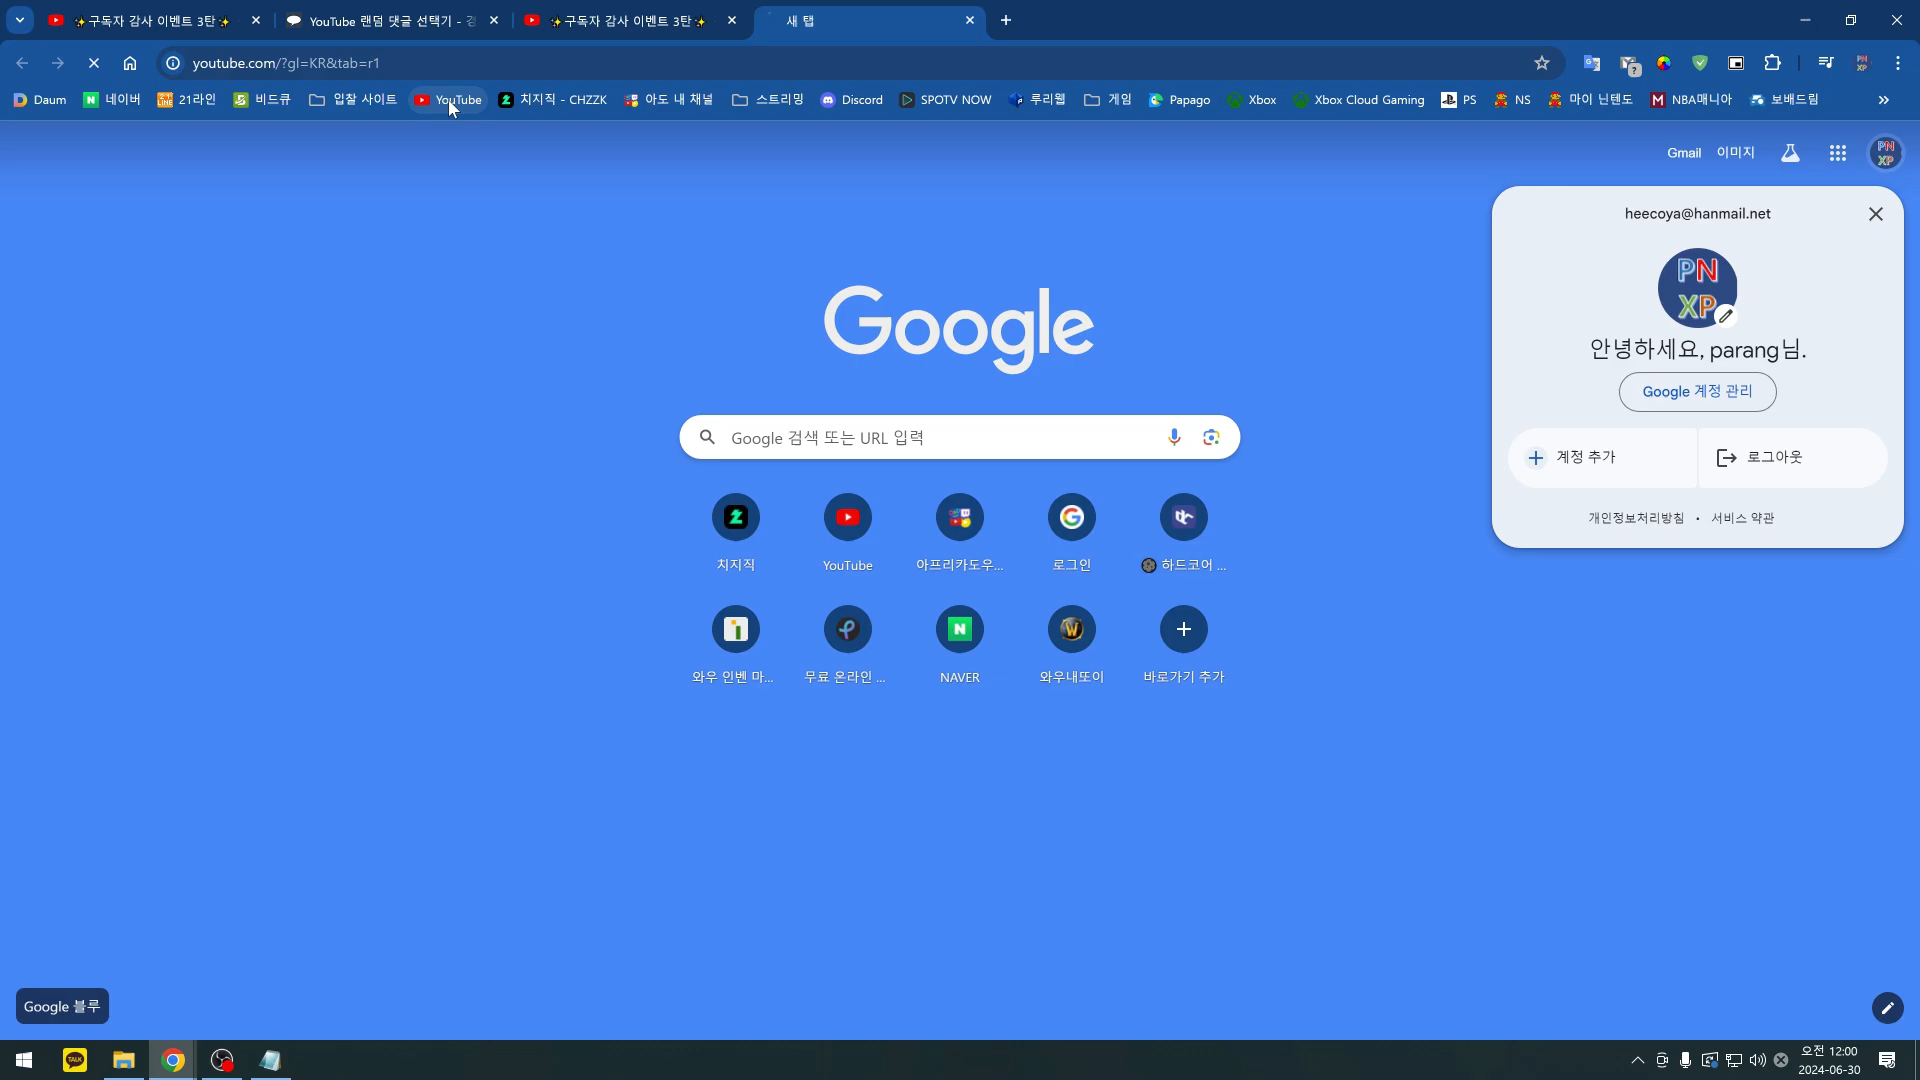 ✨구독자 감사 이벤트 3탄✨
YouTube 랜덤 댓글 선택기 -
✨구독자 감사 이벤트 3탄✨
새 탭
youtube.com/?gl=KR&tab=r1
Daum
네이버
21라인
비드큐
입찰 사이트
YouTube
치지직 - CHZZK
아도 내 채널
스트리밍
Discord
SPOTV NOW
루리웹
게임
Papago
Xbox
Xbox Cloud Gaming
PS
NS
마이 닌텐도
NBA매니아
보배드림
Gmail
이미지
PN
XP
heecoya@hanmail.net
PN
XP
안녕하세요, parang님.
Google 계정 관리
계정 추가
로그아웃
개인정보처리방침 • 서비스 약관
Google
Google 검색 또는 URL 입력
치지직
YouTube
아프리카도우...
로그인
하드코어 ...
와우 인벤 마...
무료 온라인 ...
NAVER
와우내또이
바로가기 추가
Google 블루
TALK
오전 12:00
2024-06-30